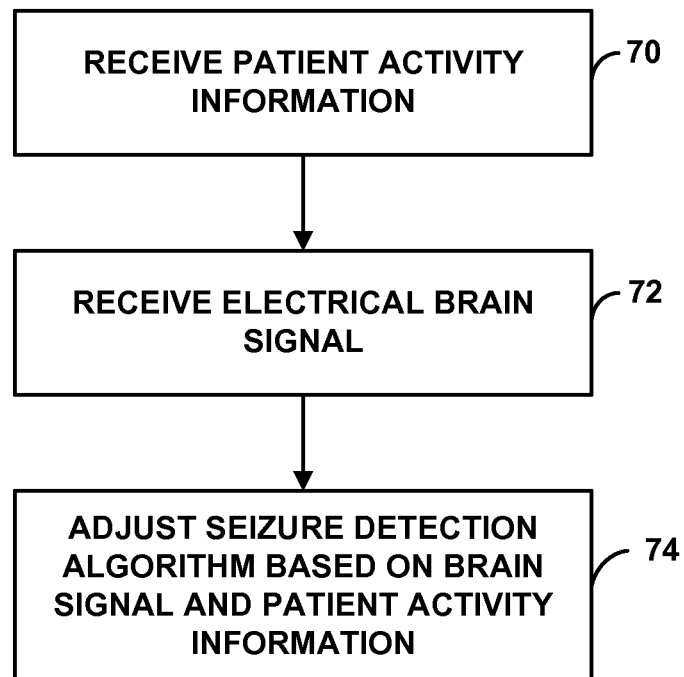 RECEIVE PATIENT ACTIVITY
INFORMATION
70
RECEIVE ELECTRICAL BRAIN
SIGNAL
72
ADJUST SEIZURE DETECTION
ALGORITHM BASED ON BRAIN
SIGNAL AND PATIENT ACTIVITY
INFORMATION
74